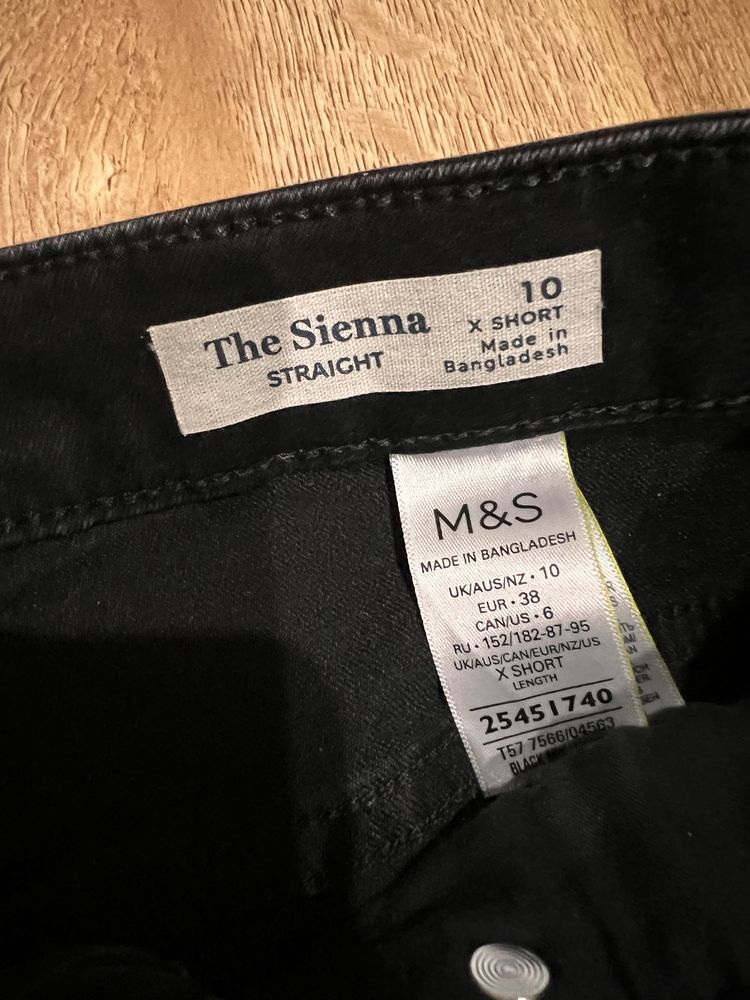 The Sienna
STRAIGHT
10
X SHORT
Made in
Bangladesh
M&S
MADE IN BANGLADESH
UK/AUS/NZ • 10
EUR • 38
CAN/US • 6
RU • 152/182-87-95
UK/AUS/CAN/EUR/NZ/US
X SHORT
LENGTH
25451740
T57 7566/04563
BLACK